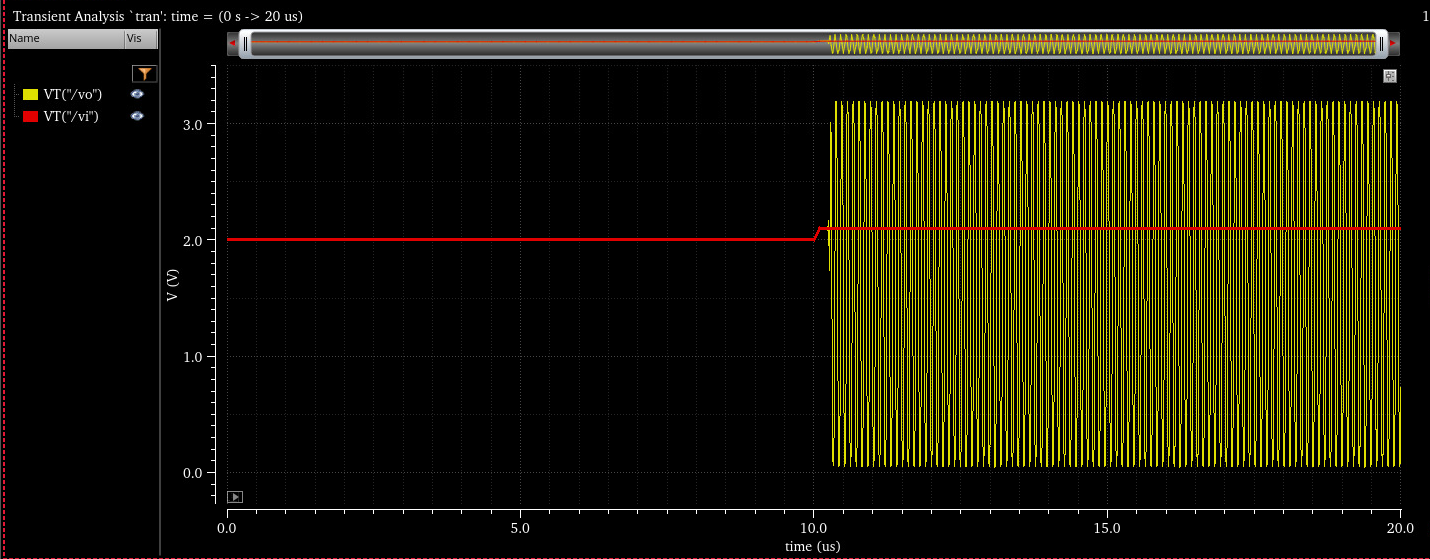 Transient Analysis `tran': time = (0 s -> 20 us)
1
Name Vis
VT("/vo")
VT("/vi")
3.0
2.0
1.0
0.0
V (V)
0.0 5.0 10.0 15.0 20.0
time (us)